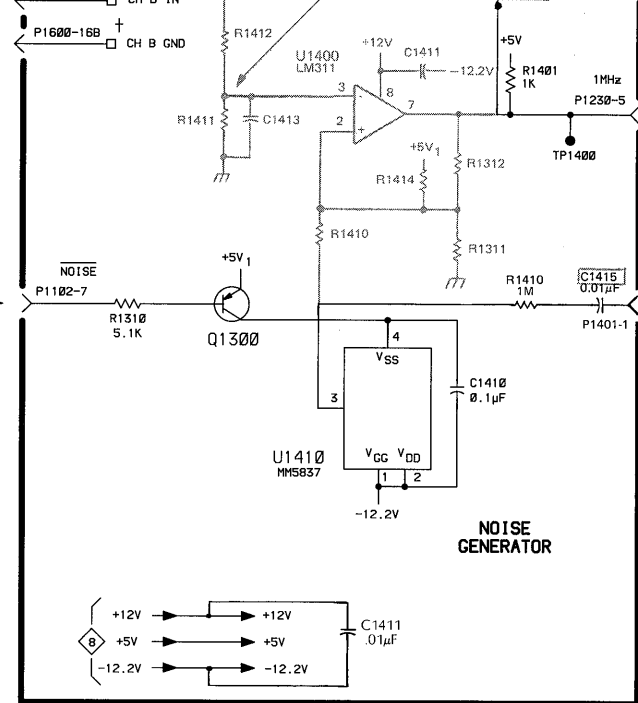 CH B IN
P1600-16B
†
CH B GND
R1412
+12V
C1411
-12.2V
+5V
R1401
1K
1MHz
P1230-5
U1400
LM311
3
-
8
7
R1411
C1413
2
+
TP1400
+5V1
R1312
R1414
R1410
R1311
NOISE
P1102-7
+5V1
R1310
5.1K
Q1300
R1410
1M
C1415
0.01µF
P1401-1
4
VSS
C1410
0.1µF
3
U1410
MM5837
VGG VDD
1 2
-12.2V
NOISE
GENERATOR
8
+12V +12V
+5V +5V
-12.2V -12.2V
C1411
.01µF